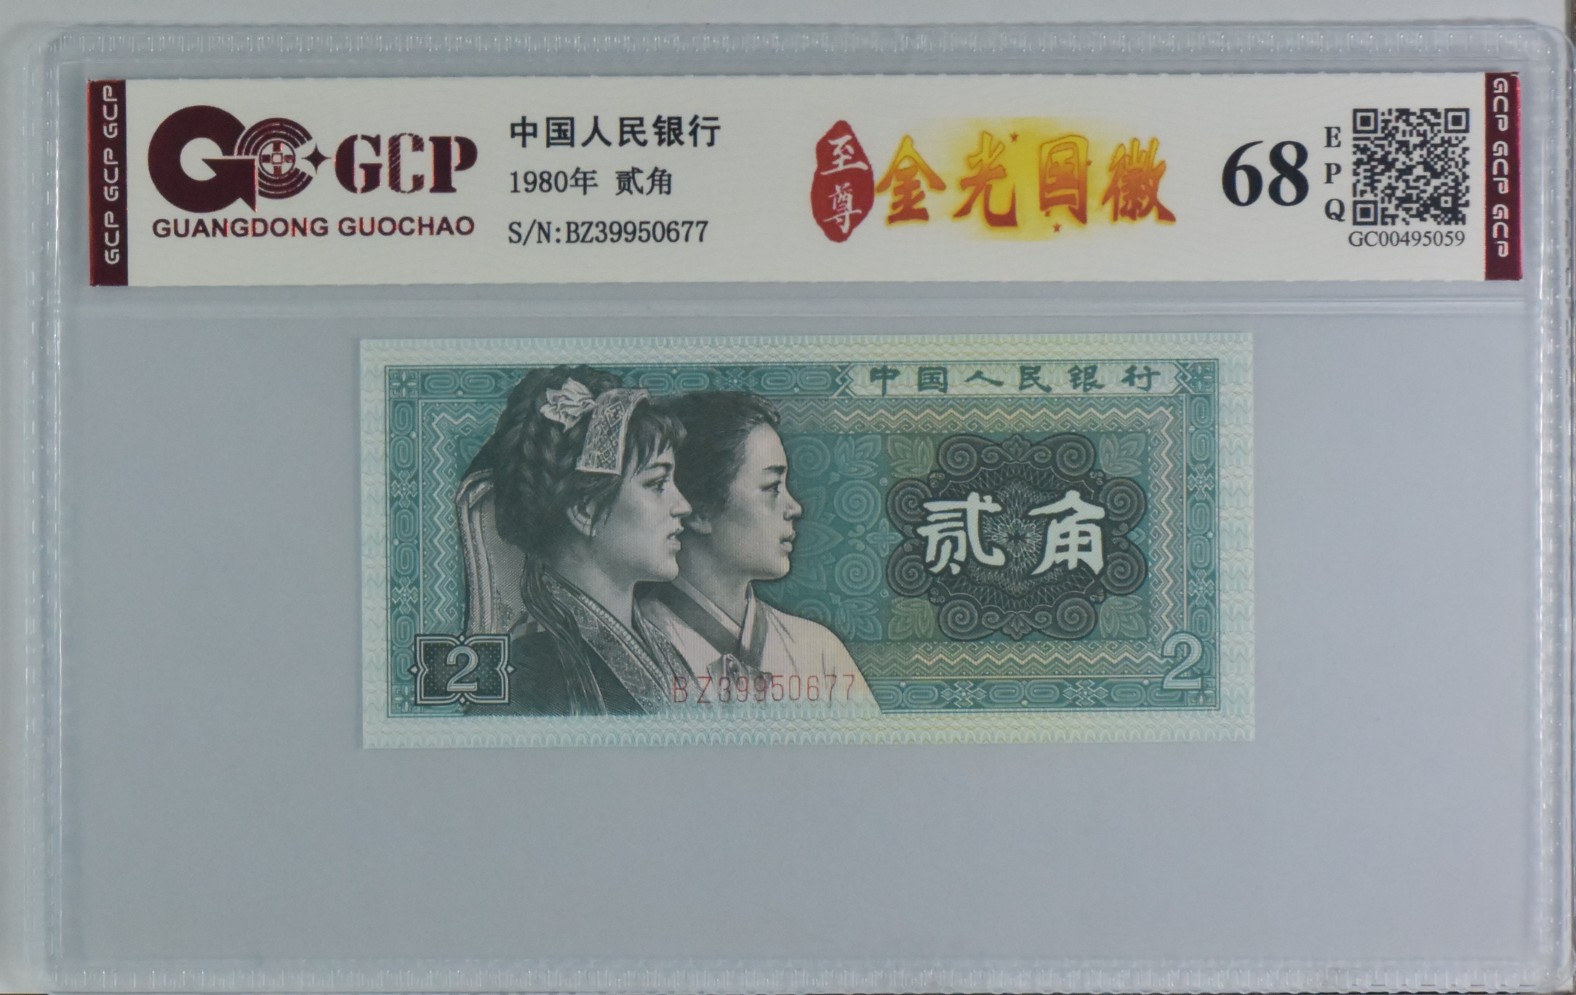 GCP GCP GCP
GCP
GUANGDONG GUOCHAO
中国人民银行
1980年 贰角
S/N:BZ39950677
至尊
金光国徽
68
EPQ
GC00495059
GCP GCP GCP
中国人民银行
贰角
2
BZ39950677
2